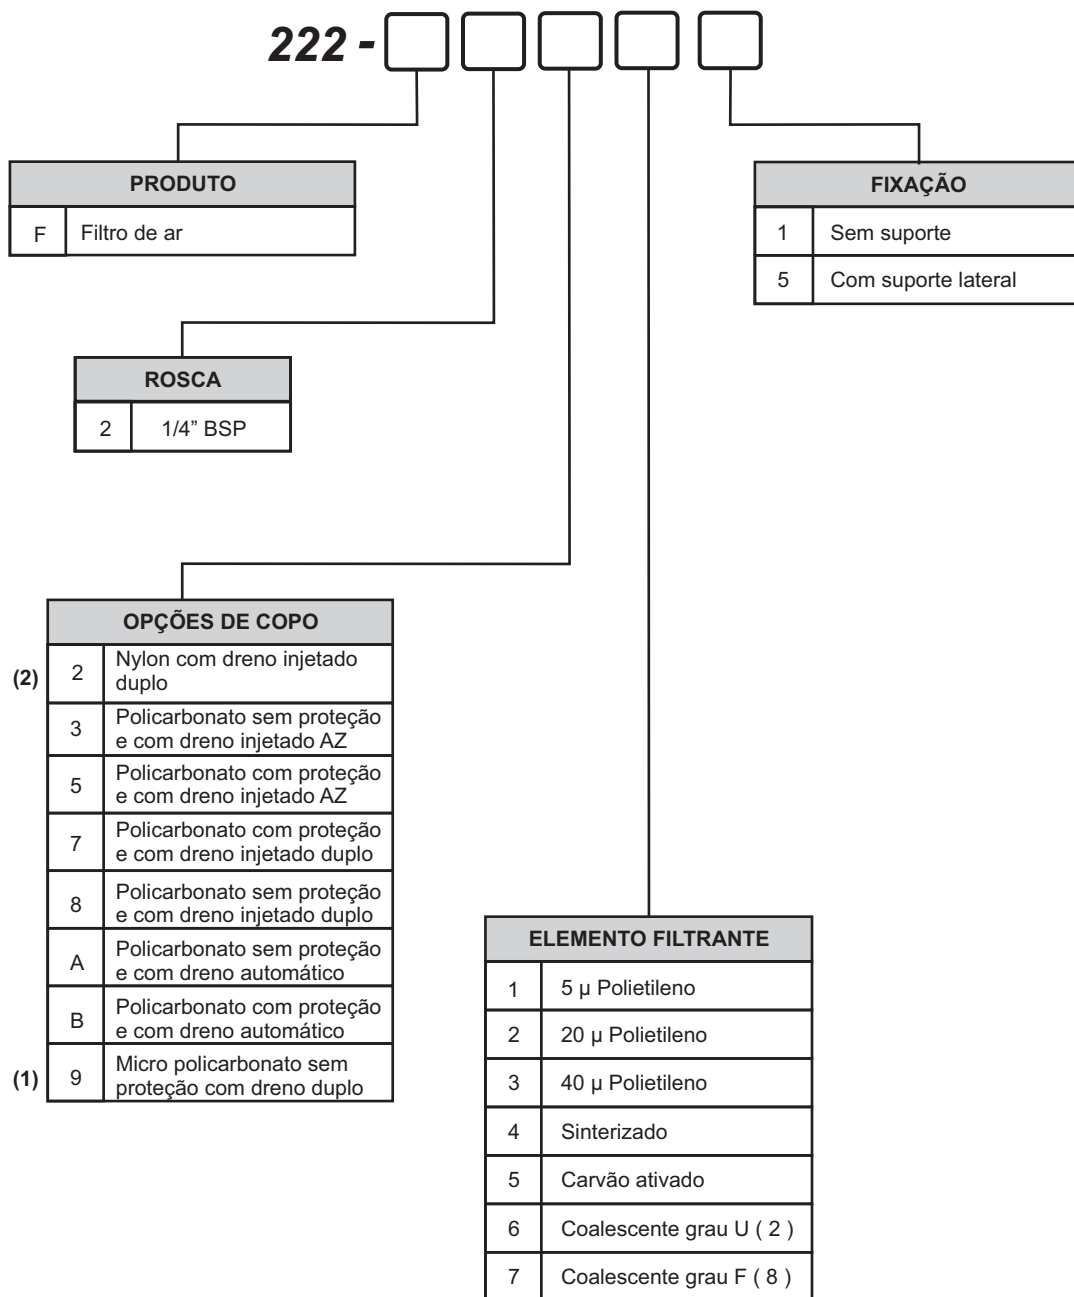 222 -
PRODUTO
F Filtro de ar
FIXAÇÃO
1 Sem suporte
5 Com suporte lateral
ROSCA
2 1/4” BSP
OPÇÕES DE COPO
(2) 2 Nylon com dreno injetado
duplo
3 Policarbonato sem proteção
e com dreno injetado AZ
5 Policarbonato com proteção
e com dreno injetado AZ
7 Policarbonato com proteção
e com dreno injetado duplo
8 Policarbonato sem proteção
e com dreno injetado duplo
A Policarbonato sem proteção
e com dreno automático
B Policarbonato com proteção
e com dreno automático
(1) 9 Micro policarbonato sem
proteção com dreno duplo
ELEMENTO FILTRANTE
1 5 µ Polietileno
2 20 µ Polietileno
3 40 µ Polietileno
4 Sinterizado
5 Carvão ativado
6 Coalescente grau U ( 2 )
7 Coalescente grau F ( 8 )